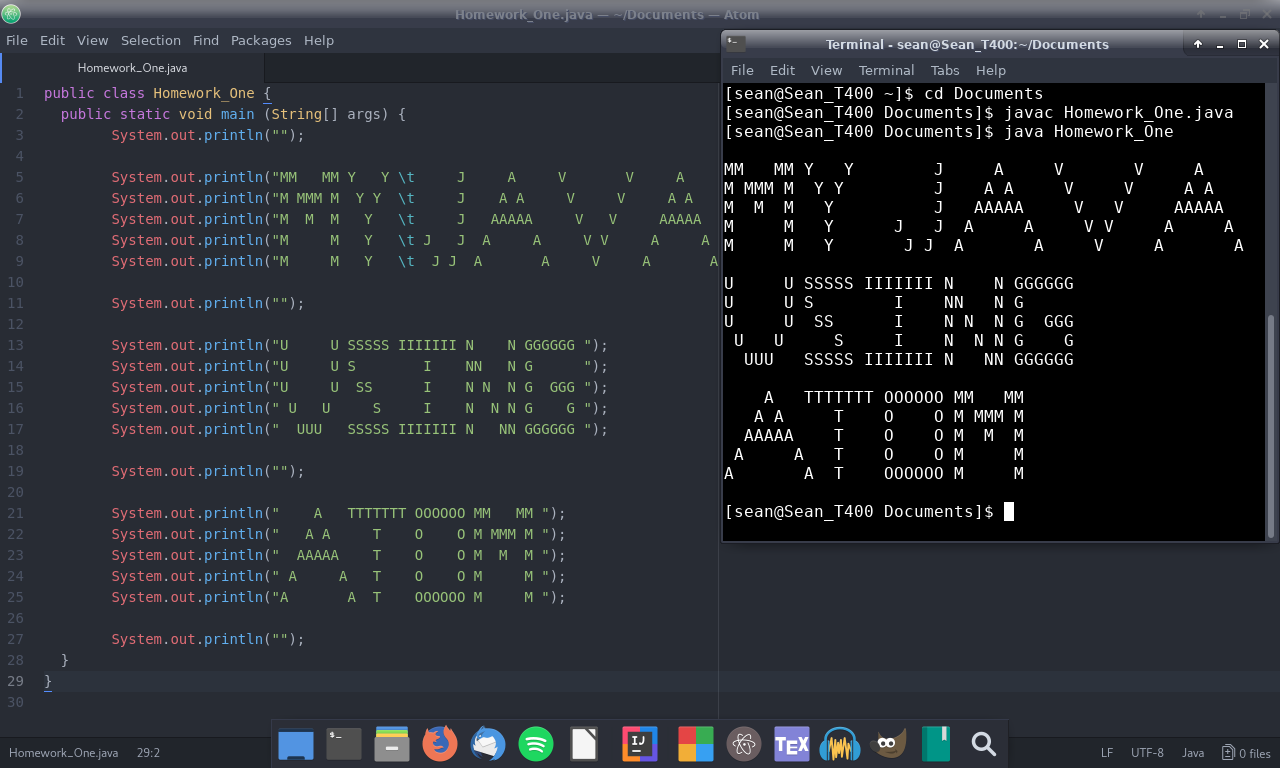 Homework_One.java — ~/Documents — Atom
File Edit View Selection Find Packages Help
Homework_One.java
1 public class Homework_One {
2   public static void main (String[] args) {
3         System.out.println("");
4
5         System.out.println("MM   MM Y   Y \t     J     A     V       V     A
6         System.out.println("M MMM M  Y Y  \t     J    A A     V     V     A A
7         System.out.println("M  M  M   Y   \t     J   AAAAA     V   V     AAAAA
8         System.out.println("M     M   Y   \t J   J  A     A     V V     A     A
9         System.out.println("M     M   Y   \t  J J  A       A     V     A       A
10
11         System.out.println("");
12
13         System.out.println("U     U SSSSS IIIIIII N    N GGGGGG ");
14         System.out.println("U     U S        I    NN   N G      ");
15         System.out.println("U     U  SS      I    N N  N G  GGG ");
16         System.out.println(" U   U     S     I    N  N N G    G ");
17         System.out.println("  UUU   SSSSS IIIIIII N   NN GGGGGG ");
18
19         System.out.println("");
20
21         System.out.println("    A   TTTTTTT OOOOOO MM   MM ");
22         System.out.println("   A A     T    O    O M MMM M ");
23         System.out.println("  AAAAA    T    O    O M  M  M ");
24         System.out.println(" A     A   T    O    O M     M ");
25         System.out.println("A       A  T    OOOOOO M     M ");
26
27         System.out.println("");
28   }
29 }
30
Homework_One.java 29:2
LF UTF-8 Java 0 files
Terminal - sean@Sean_T400:~/Documents
File Edit View Terminal Tabs Help
[sean@Sean_T400 ~]$ cd Documents
[sean@Sean_T400 Documents]$ javac Homework_One.java
[sean@Sean_T400 Documents]$ java Homework_One
MM   MM Y   Y        J     A     V       V     A
M MMM M  Y Y         J    A A     V     V     A A
M  M  M   Y          J   AAAAA     V   V     AAAAA
M     M   Y      J   J  A     A     V V     A     A
M     M   Y       J J  A       A     V     A       A
U     U SSSSS IIIIIII N    N GGGGGG
U     U S        I    NN   N G
U     U  SS      I    N N  N G  GGG
 U   U     S     I    N  N N G    G
  UUU   SSSSS IIIIIII N   NN GGGGGG
    A   TTTTTTT OOOOOO MM   MM
   A A     T    O    O M MMM M
  AAAAA    T    O    O M  M  M
 A     A   T    O    O M     M
A       A  T    OOOOOO M     M
[sean@Sean_T400 Documents]$
IJ
TEX